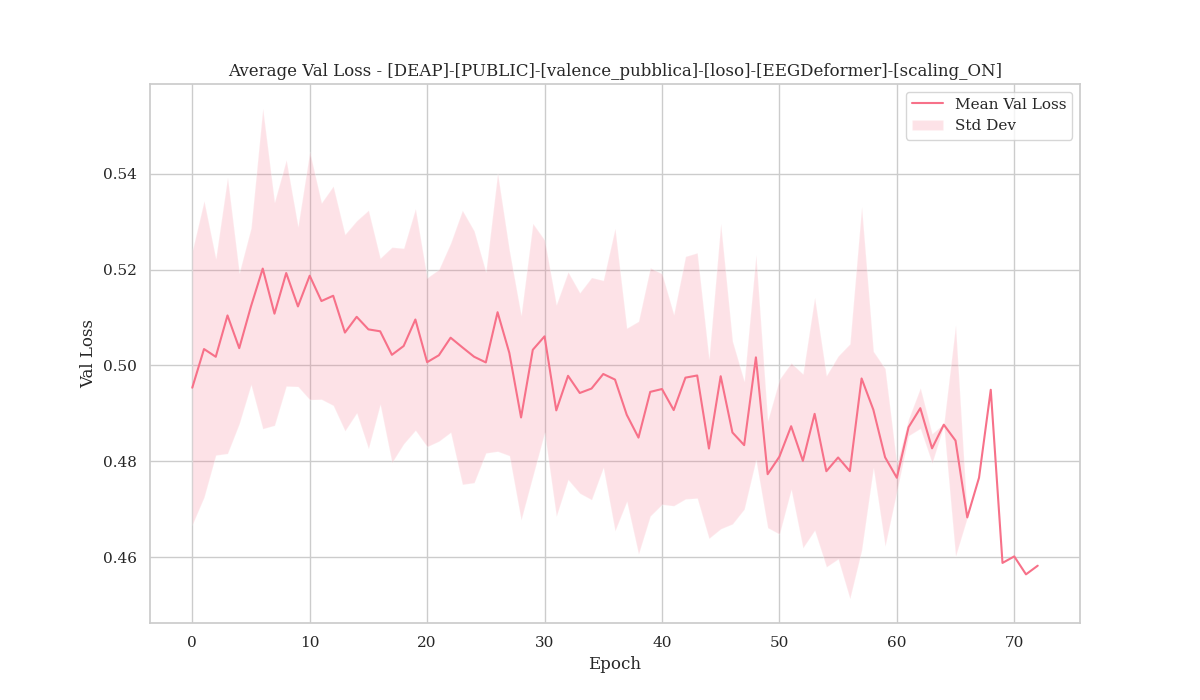 Average Val Loss - [DEAP]-[PUBLIC]-[valence_pubblica]-[loso]-[EEGDeformer]-[scaling_ON]
Mean Val Loss
Std Dev
0.54
0.52
0.50
0.48
0.46
Val Loss
0 10 20 30 40 50 60 70
Epoch